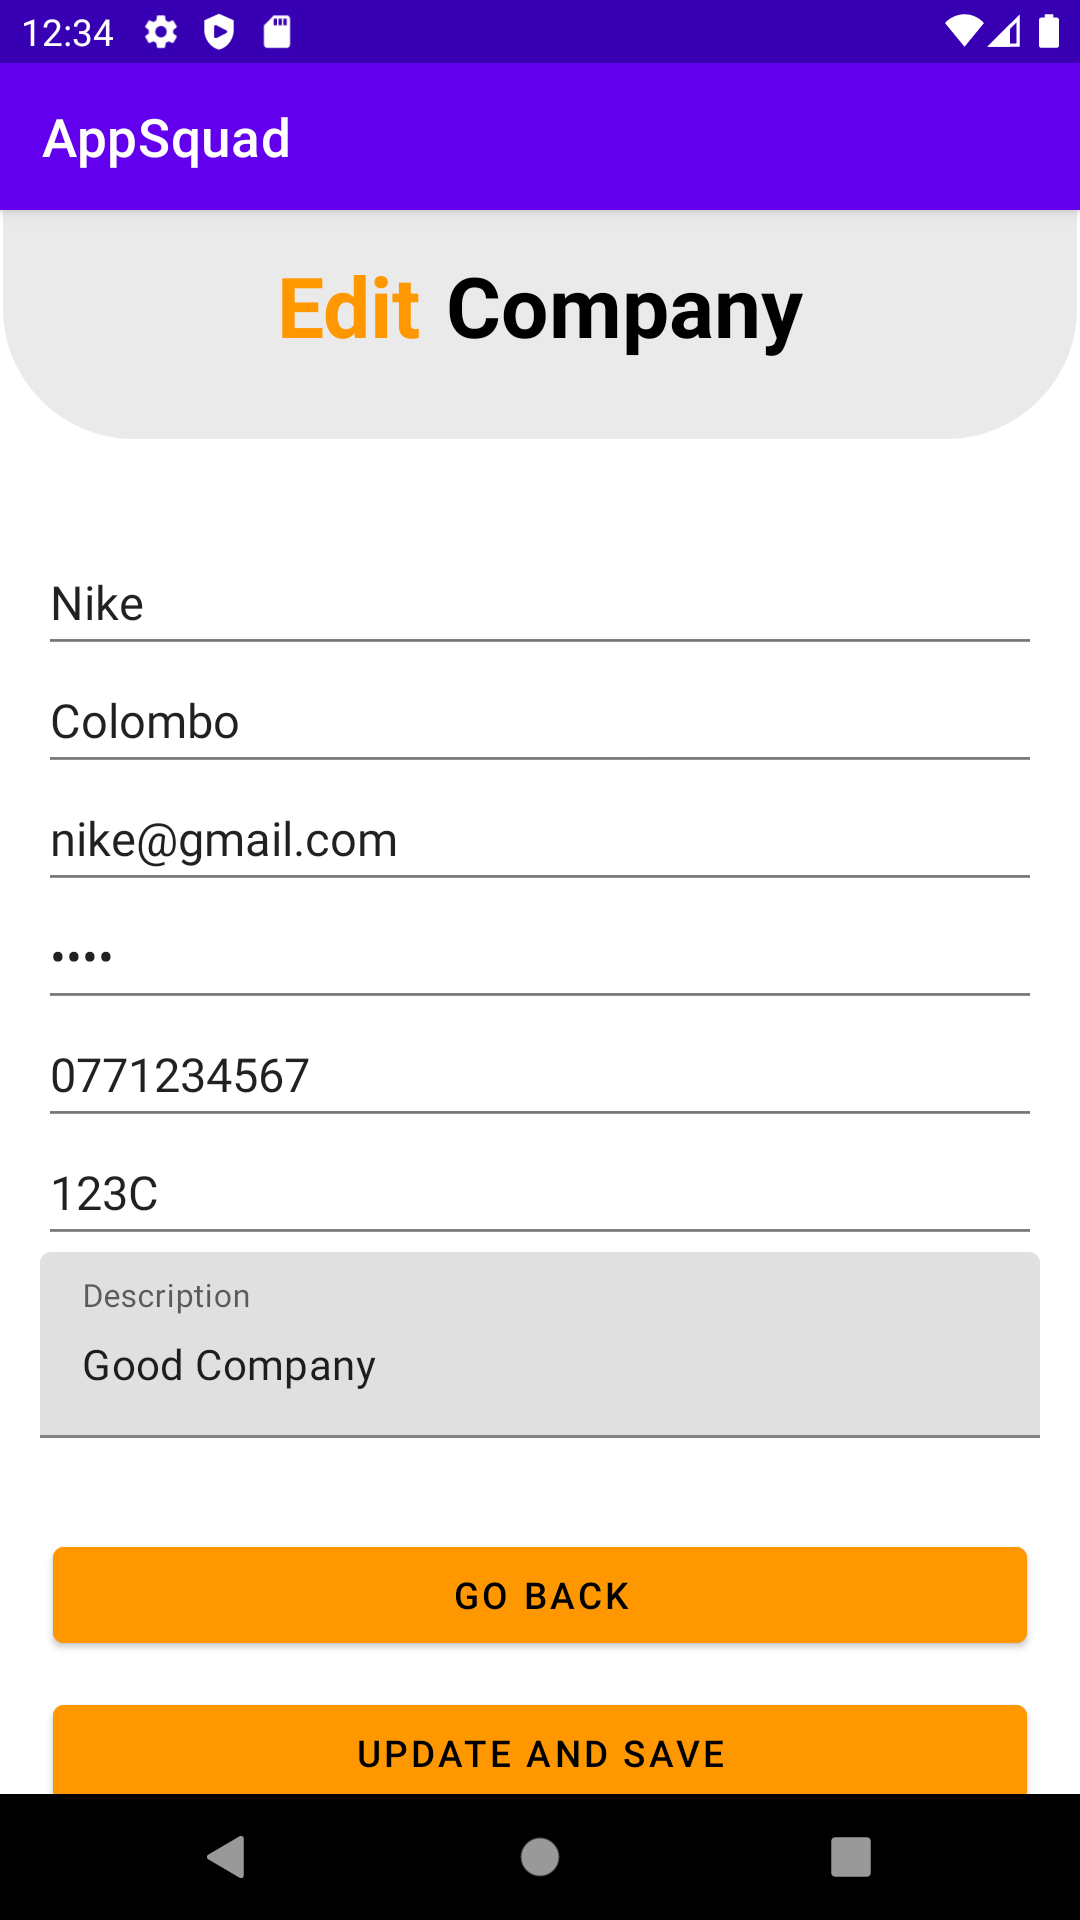 12:34
AppSquad
Edit Company
Nike
Colombo
nike@gmail.com
••••
0771234567
123C
Description
Good Company
GO BACK
UPDATE AND SAVE